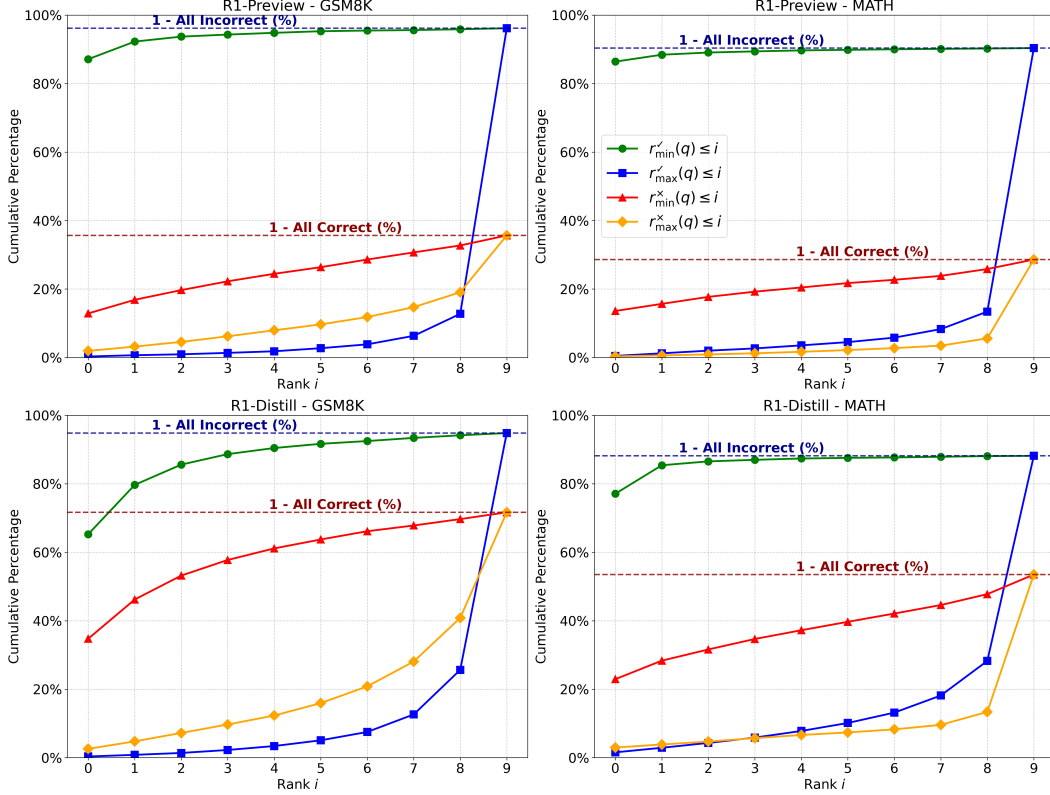 R1-Preview - GSM8K
1 - All Incorrect (%)
1 - All Correct (%)
Cumulative Percentage
100%
80%
60%
40%
20%
0%
0 1 2 3 4 5 6 7 8 9
Rank i
R1-Preview - MATH
1 - All Incorrect (%)
r✓min(q) ≤ i
r✓max(q) ≤ i
r×min(q) ≤ i
r×max(q) ≤ i
1 - All Correct (%)
Cumulative Percentage
100%
80%
60%
40%
20%
0%
0 1 2 3 4 5 6 7 8 9
Rank i
R1-Distill - GSM8K
1 - All Incorrect (%)
1 - All Correct (%)
Cumulative Percentage
100%
80%
60%
40%
20%
0%
0 1 2 3 4 5 6 7 8 9
Rank i
R1-Distill - MATH
1 - All Incorrect (%)
1 - All Correct (%)
Cumulative Percentage
100%
80%
60%
40%
20%
0%
0 1 2 3 4 5 6 7 8 9
Rank i